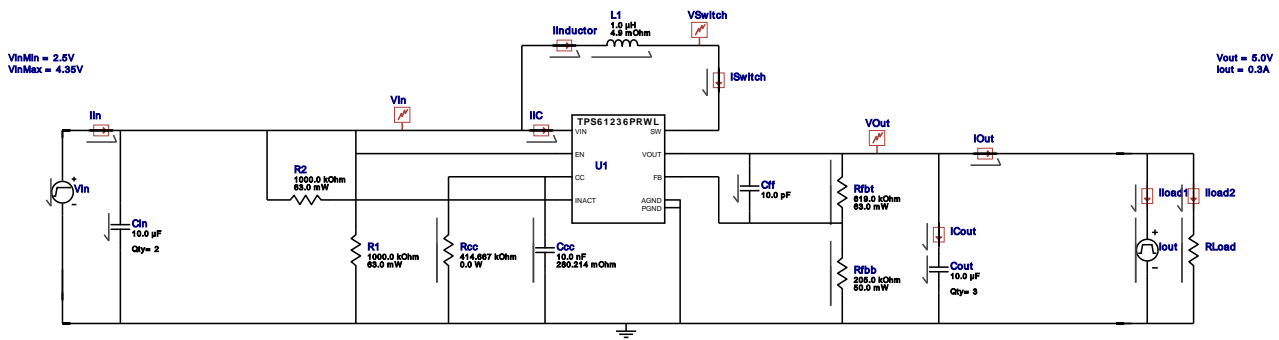 L1
1.0 µH
4.9 mOhm
IInductor
VSwitch
ISwitch
VinMin = 2.5V
VinMax = 4.35V
Vout = 5.0V
Iout = 0.3A
IIn
VIn
IIC
TPS61236PRWL
VIN
SW
EN
VOUT
U1
CC
FB
INACT
AGND
PGND
VOut
IOut
R2
1000.0 kOhm
63.0 mW
Vin
+
–
Cin
10.0 µF
Qty= 2
R1
1000.0 kOhm
63.0 mW
Rcc
414.667 kOhm
0.0 W
Ccc
10.0 nF
280.214 mOhm
Cff
10.0 pF
Rfbt
619.0 kOhm
63.0 mW
Rfbb
205.0 kOhm
50.0 mW
ICout
Cout
10.0 µF
Qty= 3
Iload1
Iload2
+
Iout
–
RLoad